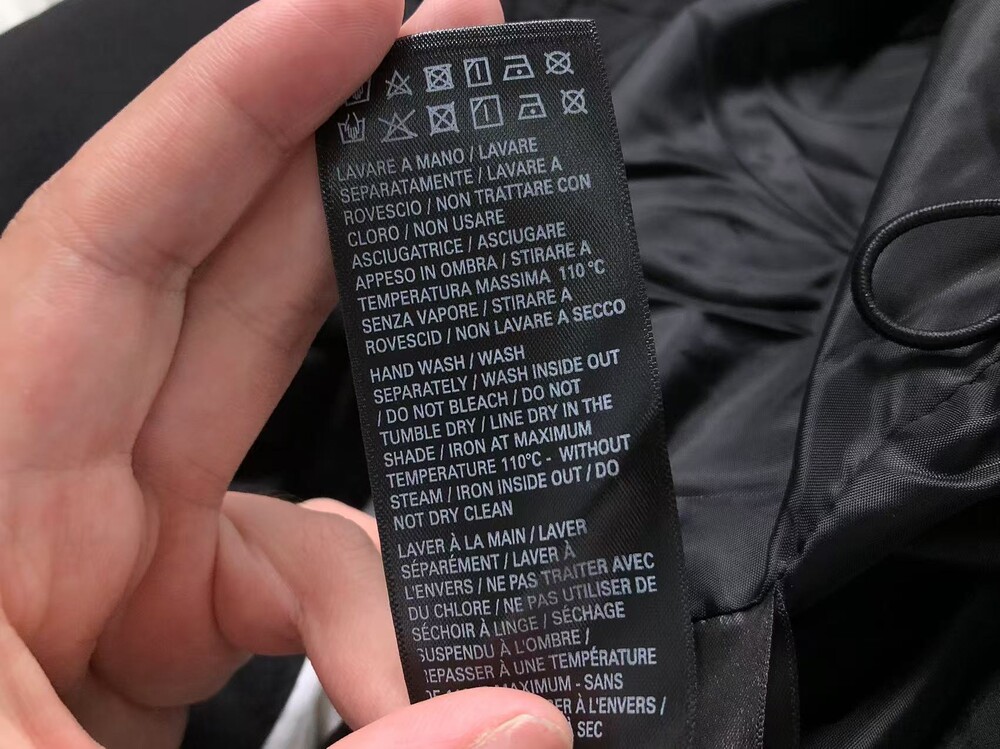 LAVARE A MANO / LAVARE
SEPARATAMENTE / LAVARE A
ROVESCIO / NON TRATTARE CON
CLORO / NON USARE
ASCIUGATRICE / ASCIUGARE
APPESO IN OMBRA / STIRARE A
TEMPERATURA MASSIMA 110 °C
SENZA VAPORE / STIRARE A
ROVESCID / NON LAVARE A SECCO
HAND WASH / WASH
SEPARATELY / WASH INSIDE OUT
/ DO NOT BLEACH / DO NOT
TUMBLE DRY / LINE DRY IN THE
SHADE / IRON AT MAXIMUM
TEMPERATURE 110°C - WITHOUT
STEAM / IRON INSIDE OUT / DO
NOT DRY CLEAN
LAVER À LA MAIN / LAVER
SÉPARÉMENT / LAVER À
L'ENVERS / NE PAS TRAITER AVEC
DU CHLORE / NE PAS UTILISER DE
SÉCHOIR À LINGE / SÉCHAGE
SUSPENDU À L'OMBRE /
REPASSER À UNE TEMPÉRATURE
MAXIMUM - SANS
À L'ENVERS /
SEC